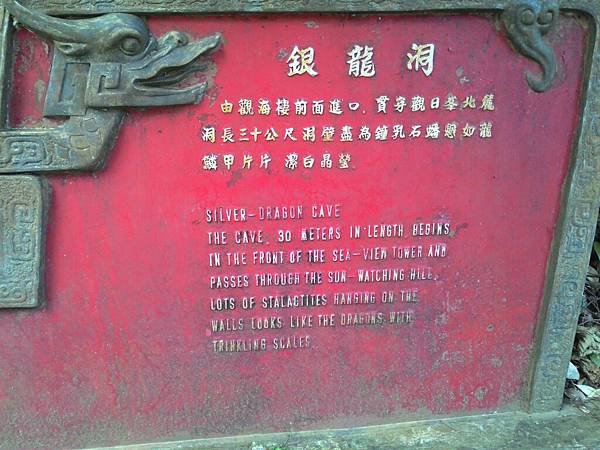 銀龍洞
由觀海樓前面進口，貫穿觀日峯北麓
洞長三十公尺洞壁盡為鐘乳石蟠懸如龍
鱗甲片片 潔白晶瑩
SILVER-DRAGON CAVE
THE CAVE, 30 METERS IN LENGTH, BEGINS
IN THE FRONT OF THE SEA-VIEW TOWER AND
PASSES THROUGH THE SUN-WATCHING HILL.
LOTS OF STALACTITES HANGING ON THE
WALLS LOOKS LIKE THE DRAGONS WITH
TRINKLING SCALES.